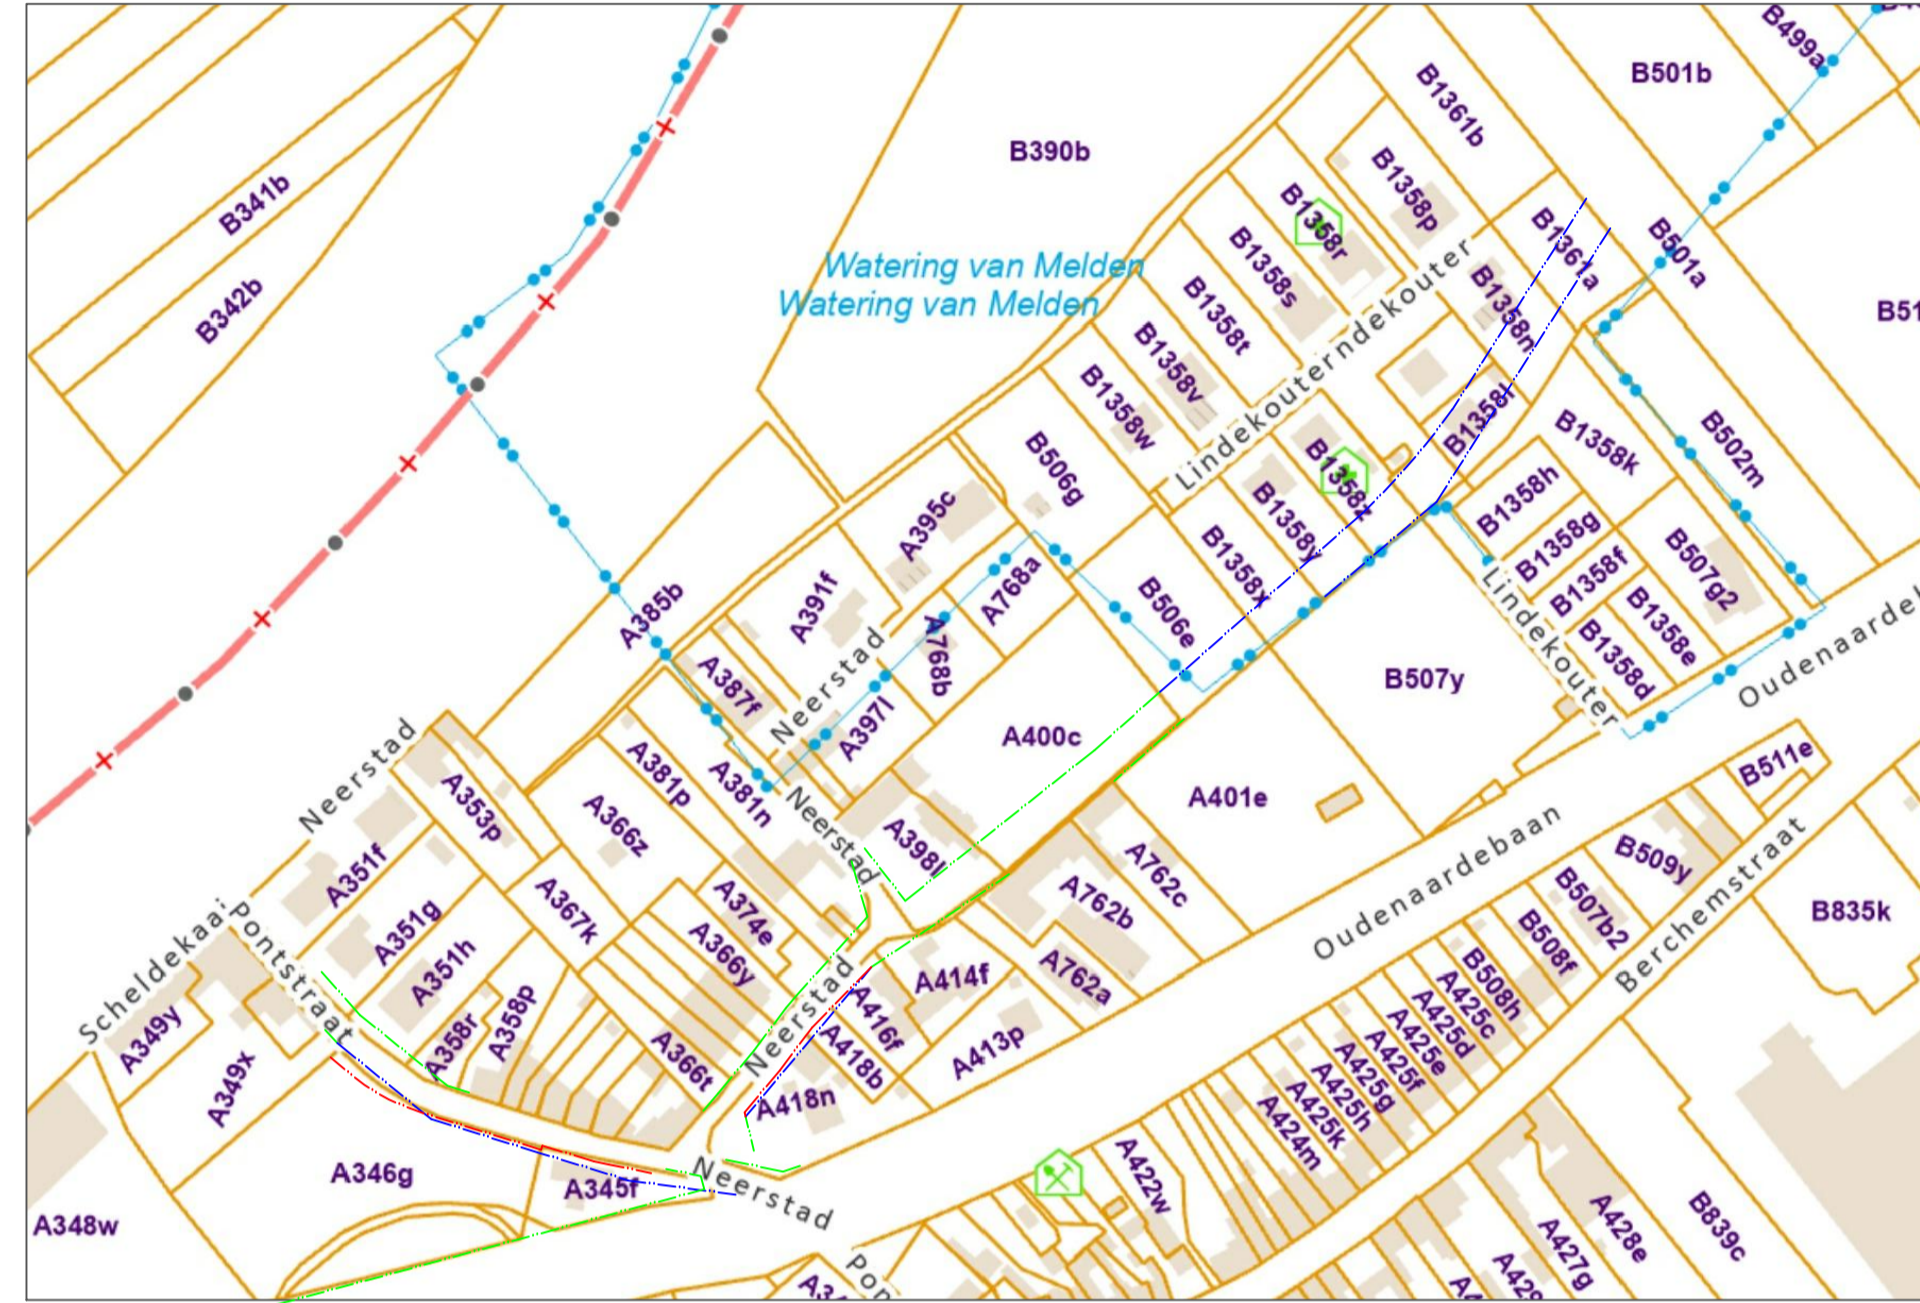 B499a
B501b
B1361b
B390b
B341b
B1358p
B1358r
B1361a
B501a
B342b
B1358s
Watering van Melden
Watering van Melden
B1358t
B1358n
B51
B1358v
B1358w
Lindekouterndekouter
B1358l
B1358k
B502m
B506g
B1358z
B1358h
A395c
B1358y
B1358g
B1358f
B507g2
A385b
A391f
A768a
B506e
B1358x
B1358e
B1358d
Lindekouter
Neerstad
A768b
A387f
A397l
B507y
Oudenaardel
A400c
Neerstad
A381p
A381n
A353p
A366z
Neerstad
A398l
A401e
B511e
A351f
A762c
A762b
Oudenaardebaan
B509y
Berchemstraat
A351g
A367k
A374e
A366y
B507b2
B508f
B835k
Scheldekaai
Pontstraat
A351h
A349y
A349x
A358r
A358p
A366t
Neerstad
A414f
A416f
A418b
A762a
A413p
A418n
B508h
A425c
A425d
A425e
A425f
A425g
A425h
A425k
A424m
A346g
A345f
Neerstad
A422w
A348w
A428e
A427g
B839c
Pon